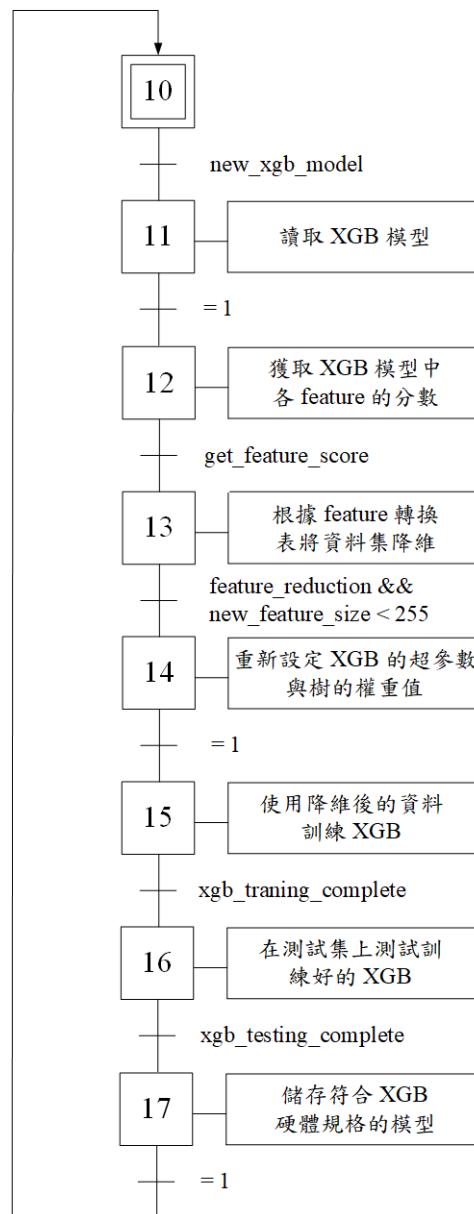 10
new_xgb_model
11
讀取 XGB 模型
= 1
12
獲取 XGB 模型中
各 feature 的分數
get_feature_score
13
根據 feature 轉換
表將資料集降維
feature_reduction &&
new_feature_size < 255
14
重新設定 XGB 的超參數
與樹的權重值
= 1
15
使用降維後的資料
訓練 XGB
xgb_traning_complete
16
在測試集上測試訓
練好的 XGB
xgb_testing_complete
17
儲存符合 XGB
硬體規格的模型
= 1